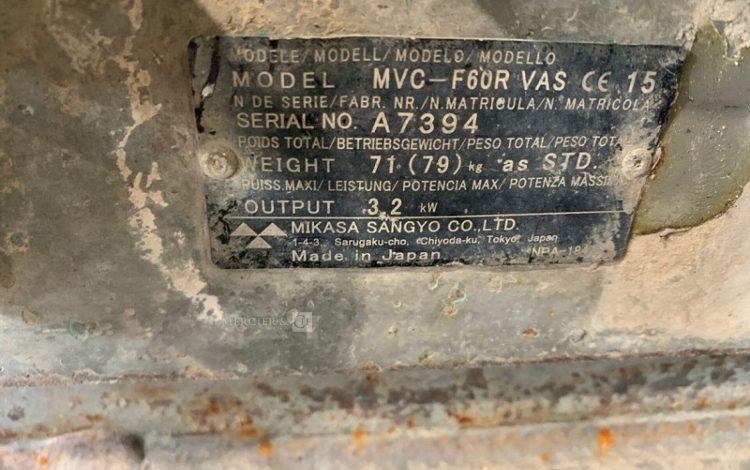 MODELE/MODELL/MODELO/MODELLO
MODEL MVC-F60R VAS CE 15
N DE SERIE/FABR. NR./N.MATRICULA/N. MATRICOLA
SERIAL NO. A7394
POIDS TOTAL/BETRIEBSGEWICHT/PESO TOTAL/PESO TOT
WEIGHT 71(79)kg as STD.
PUISS.MAXI/LEISTUNG/POTENCIA MAX/POTENZA MASSIMA
OUTPUT 3.2 kW
MIKASA SANGYO CO.,LTD.
1-4-3, Sarugaku-cho, Chiyoda-ku, Tokyo, Japan
Made in Japan
MERCIER &